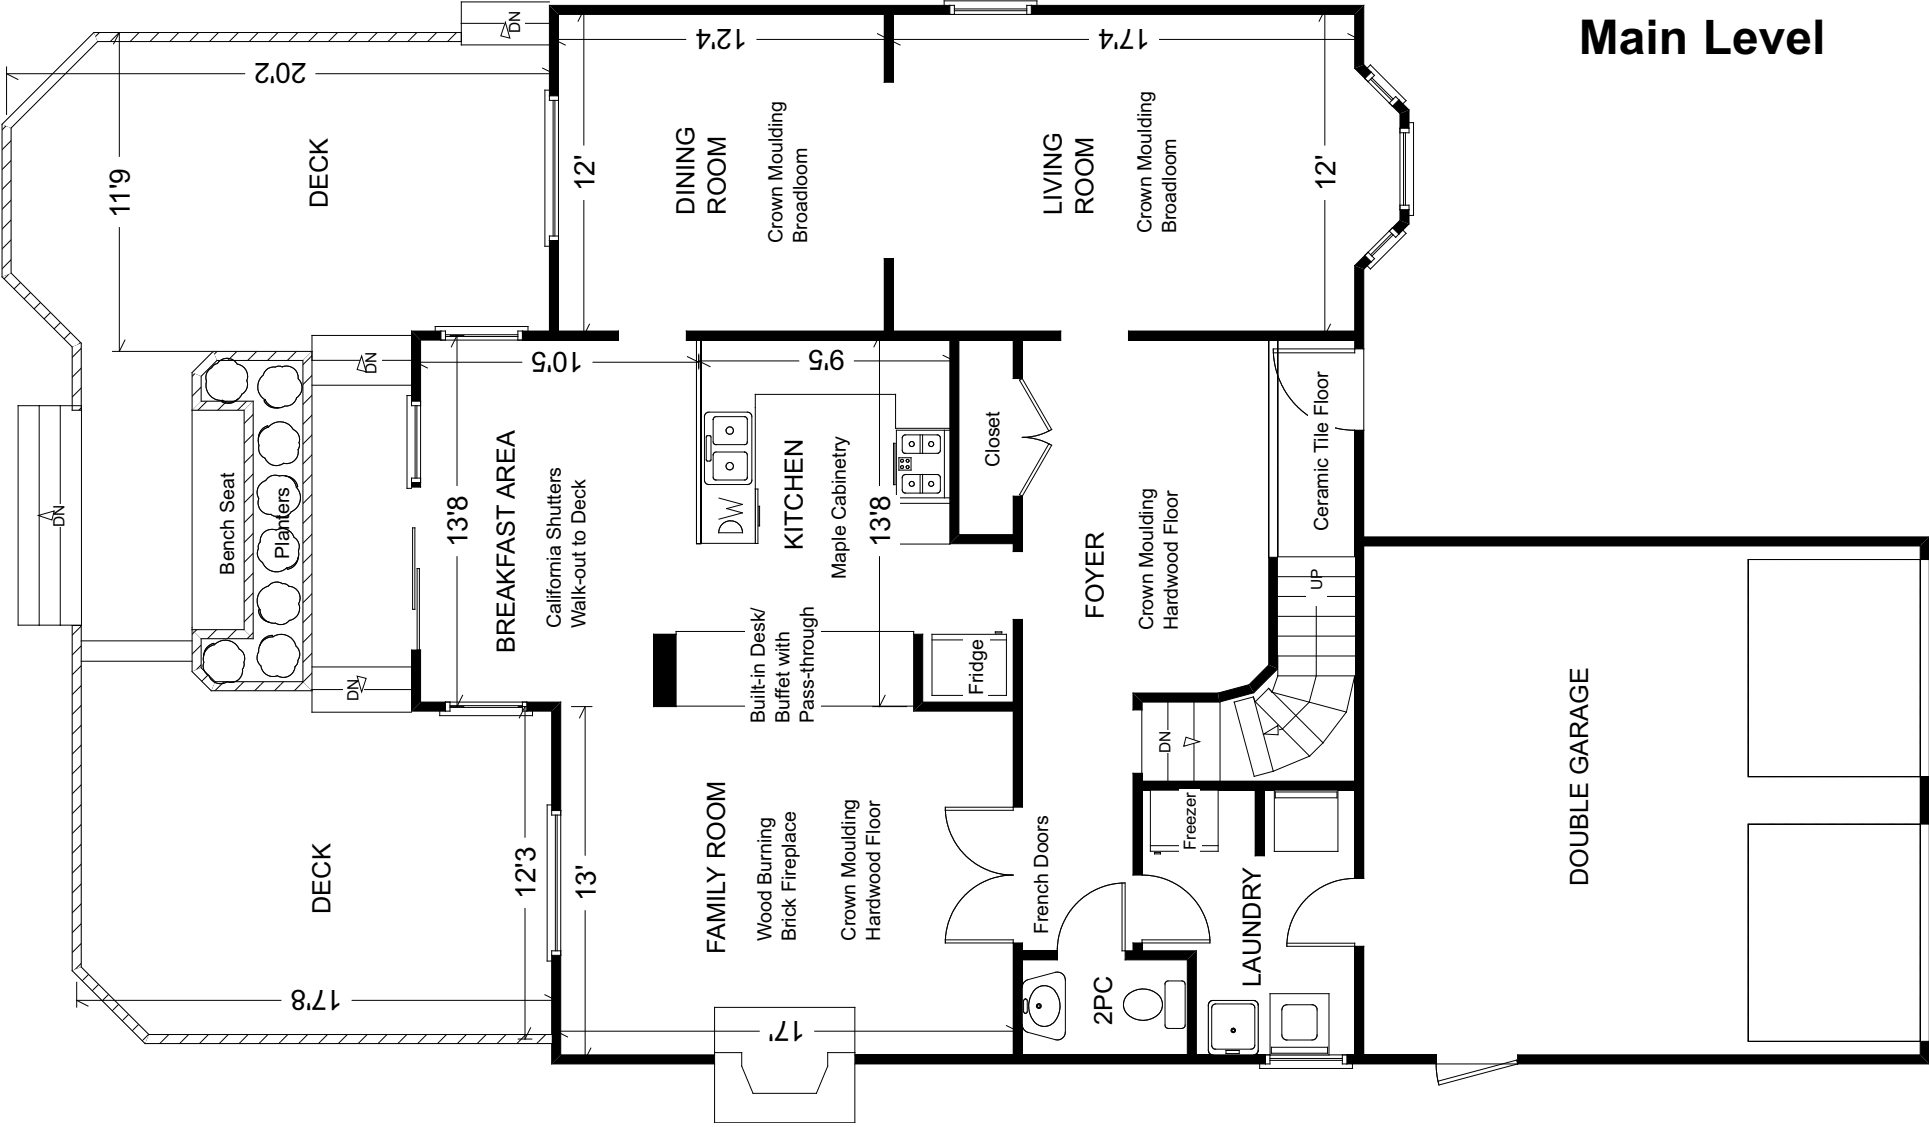 Main Level
DN
12'4
17'4
20'2
11'9
DECK
12'
DINING
ROOM
Crown Moulding
Broadloom
LIVING
ROOM
Crown Moulding
Broadloom
12'
DN
10'5
9'5
DN
Bench Seat
Planters
13'8
BREAKFAST AREA
California Shutters
Walk-out to Deck
DW
KITCHEN
Maple Cabinetry
13'8
Closet
Ceramic Tile Floor
FOYER
Crown Moulding
Hardwood Floor
UP
DN
Built-in Desk/
Buffet with
Pass-through
Fridge
DN
DECK
12'3
13'
17'8
FAMILY ROOM
Wood Burning
Brick Fireplace
Crown Moulding
Hardwood Floor
17'
French Doors
Freezer
LAUNDRY
2PC
DOUBLE GARAGE